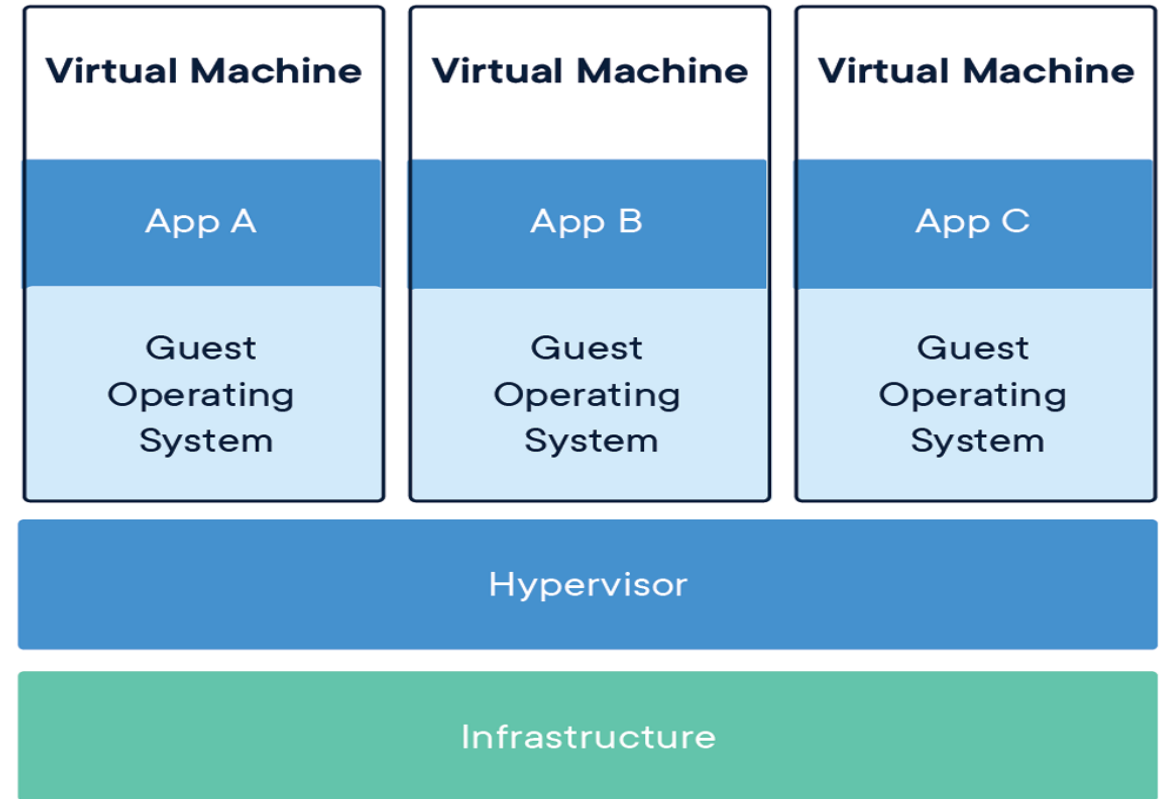 Virtual Machine
Virtual Machine
Virtual Machine
App A
App B
App C
Guest
Operating
System
Guest
Operating
System
Guest
Operating
System
Hypervisor
Infrastructure